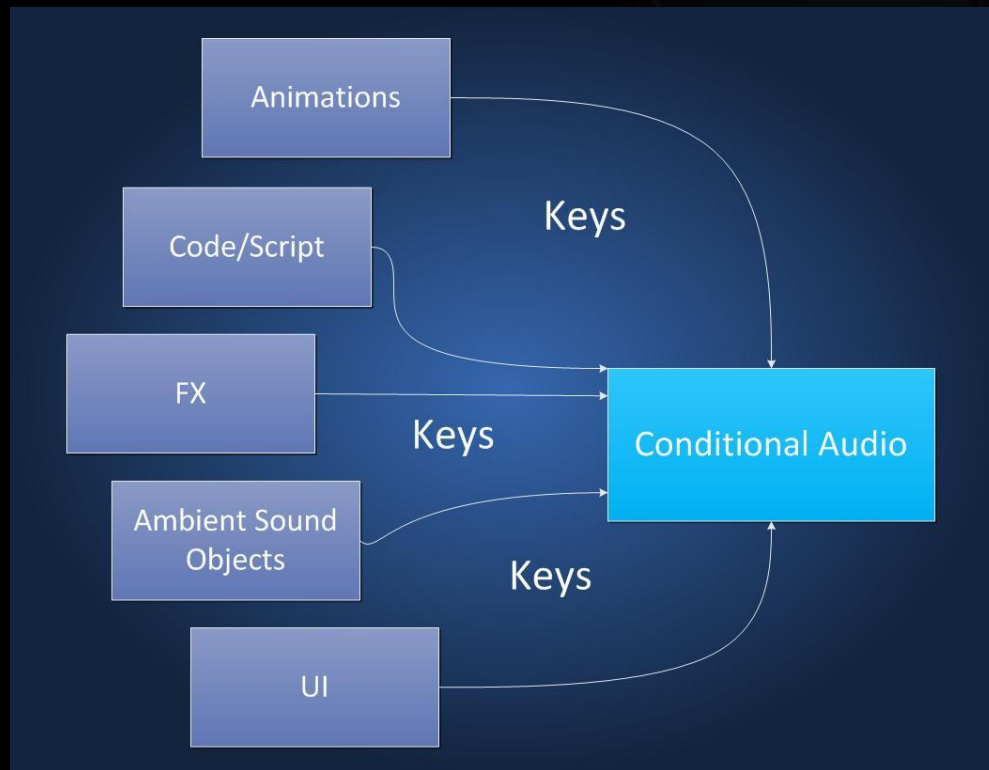 Animations
Keys
Code/Script
FX
Keys
Conditional Audio
Ambient Sound
Objects
Keys
UI